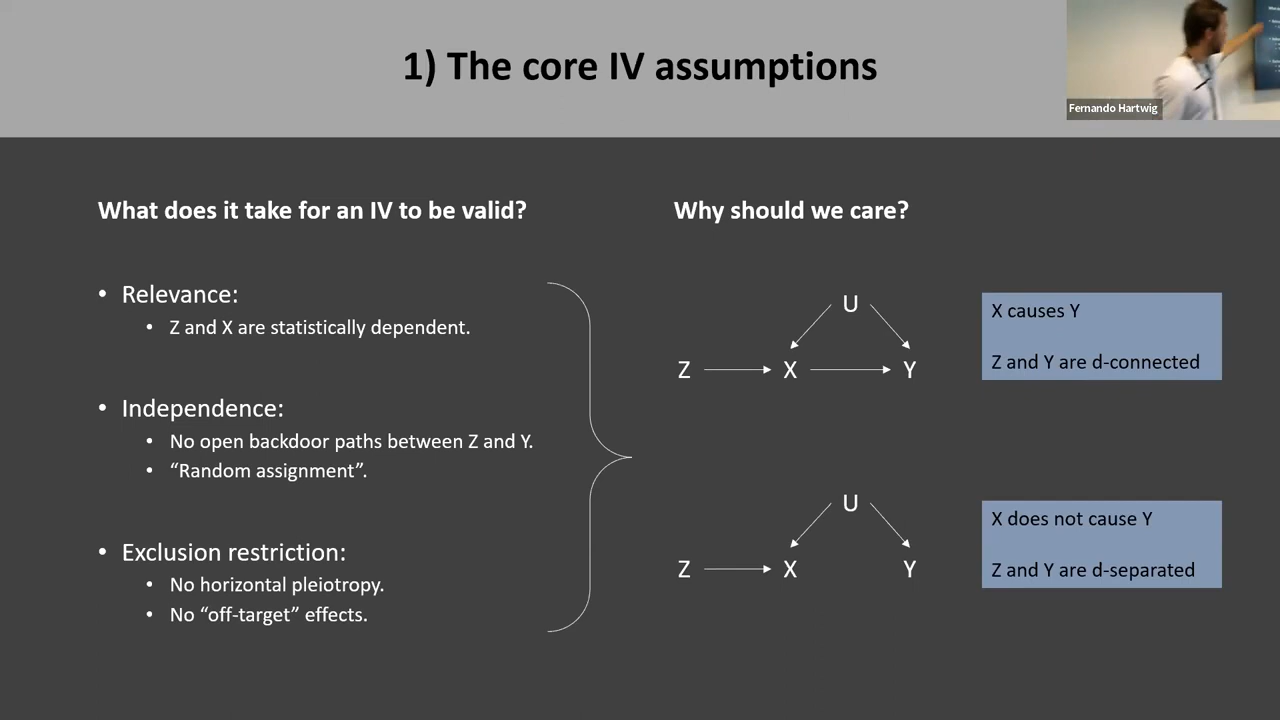 1) The core IV assumptions
Fernando Hartwig
What does it take for an IV to be valid?
• Relevance:
• Z and X are statistically dependent.
• Independence:
• No open backdoor paths between Z and Y.
• “Random assignment”.
• Exclusion restriction:
• No horizontal pleiotropy.
• No “off-target” effects.
Why should we care?
U
Z X Y
X causes Y
Z and Y are d-connected
U
Z X Y
X does not cause Y
Z and Y are d-separated